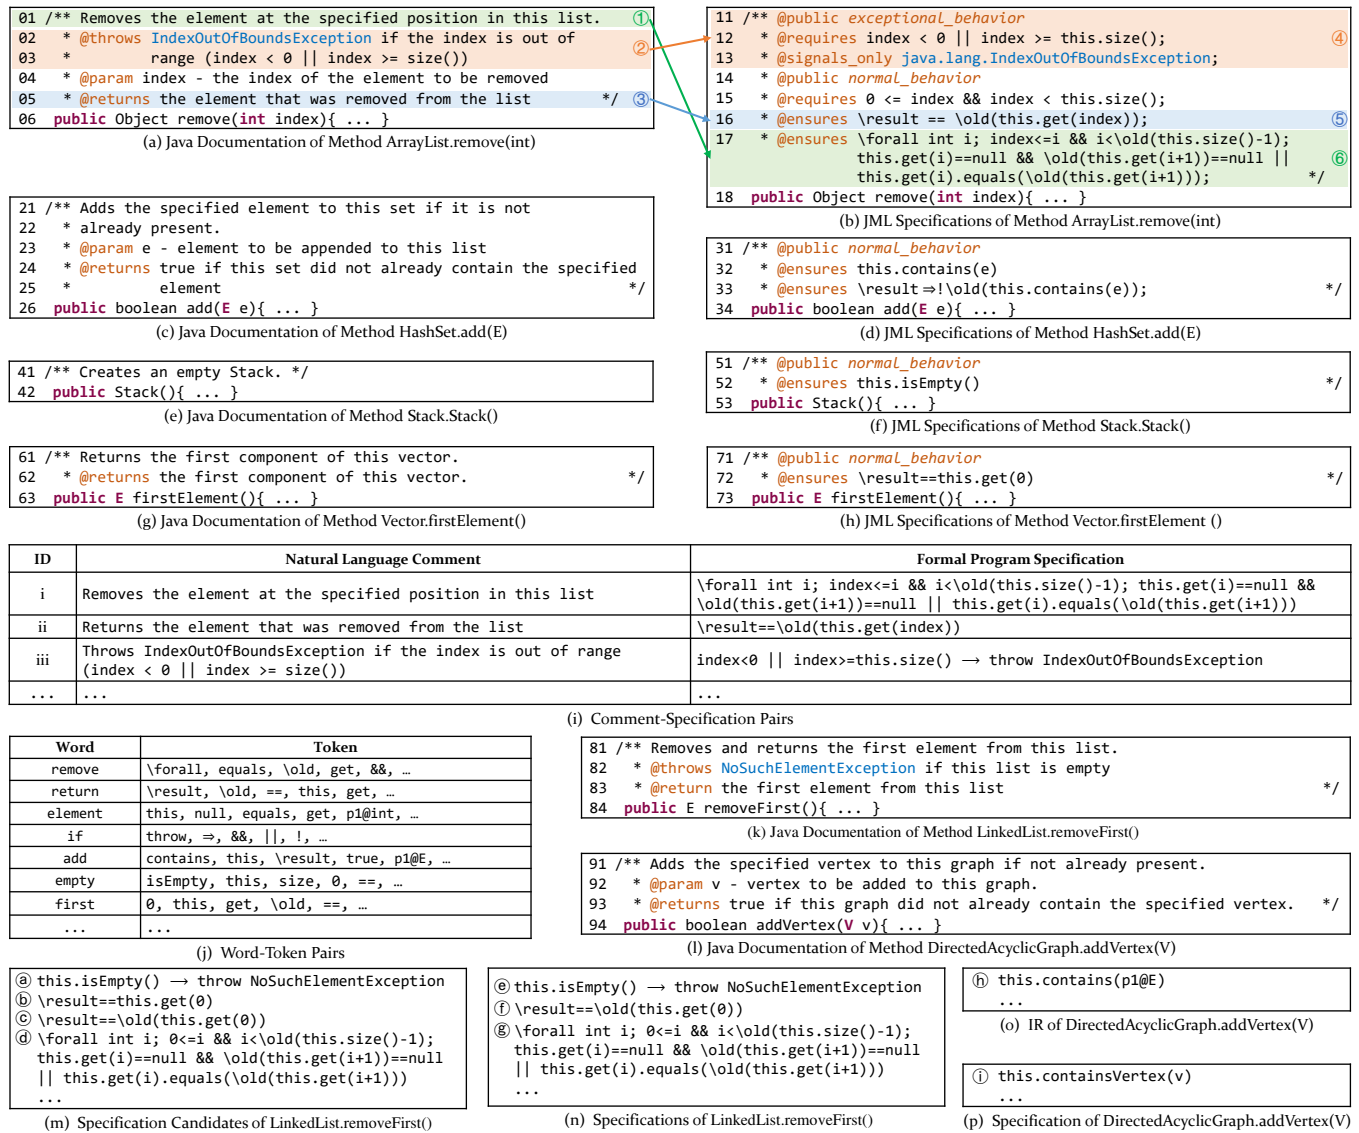 01 /** Removes the element at the specified position in this list. ①
02 * @throws IndexOutOfBoundsException if the index is out of
03 * range (index < 0 || index >= size()) ②
04 * @param index - the index of the element to be removed
05 * @returns the element that was removed from the list */ ③
06 public Object remove(int index){ ... }
(a) Java Documentation of Method ArrayList.remove(int)
11 /** @public exceptional_behavior
12 * @requires index < 0 || index >= this.size(); ④
13 * @signals_only java.lang.IndexOutOfBoundsException;
14 * @public normal_behavior
15 * @requires 0 <= index && index < this.size();
16 * @ensures \result == \old(this.get(index)); ⑤
17 * @ensures \forall int i; index<=i && i<\old(this.size()-1);
this.get(i)==null && \old(this.get(i+1))==null || ⑥
this.get(i).equals(\old(this.get(i+1))); */
18 public Object remove(int index){ ... }
(b) JML Specifications of Method ArrayList.remove(int)
21 /** Adds the specified element to this set if it is not
22 * already present.
23 * @param e - element to be appended to this list
24 * @returns true if this set did not already contain the specified
25 * element */
26 public boolean add(E e){ ... }
(c) Java Documentation of Method HashSet.add(E)
31 /** @public normal_behavior
32 * @ensures this.contains(e)
33 * @ensures \result⇒!\old(this.contains(e)); */
34 public boolean add(E e){ ... }
(d) JML Specifications of Method HashSet.add(E)
41 /** Creates an empty Stack. */
42 public Stack(){ ... }
(e) Java Documentation of Method Stack.Stack()
51 /** @public normal_behavior
52 * @ensures this.isEmpty() */
53 public Stack(){ ... }
(f) JML Specifications of Method Stack.Stack()
61 /** Returns the first component of this vector.
62 * @returns the first component of this vector. */
63 public E firstElement(){ ... }
(g) Java Documentation of Method Vector.firstElement()
71 /** @public normal_behavior
72 * @ensures \result==this.get(0) */
73 public E firstElement(){ ... }
(h) JML Specifications of Method Vector.firstElement ()
ID Natural Language Comment Formal Program Specification
i Removes the element at the specified position in this list \forall int i; index<=i && i<\old(this.size()-1); this.get(i)==null &&
\old(this.get(i+1))==null || this.get(i).equals(\old(this.get(i+1)))
ii Returns the element that was removed from the list \result==\old(this.get(index))
iii Throws IndexOutOfBoundsException if the index is out of range
(index < 0 || index >= size()) index<0 || index>=this.size() → throw IndexOutOfBoundsException
... ... ...
(i) Comment-Specification Pairs
Word Token
remove \forall, equals, \old, get, &&, …
return \result, \old, ==, this, get, …
element this, null, equals, get, p1@int, …
if throw, ⇒, &&, ||, !, …
add contains, this, \result, true, p1@E, …
empty isEmpty, this, size, 0, ==, …
first 0, this, get, \old, ==, …
... ...
(j) Word-Token Pairs
81 /** Removes and returns the first element from this list.
82 * @throws NoSuchElementException if this list is empty
83 * @return the first element from this list */
84 public E removeFirst(){ ... }
(k) Java Documentation of Method LinkedList.removeFirst()
91 /** Adds the specified vertex to this graph if not already present.
92 * @param v - vertex to be added to this graph.
93 * @returns true if this graph did not already contain the specified vertex. */
94 public boolean addVertex(V v){ ... }
(l) Java Documentation of Method DirectedAcyclicGraph.addVertex(V)
ⓐ this.isEmpty() → throw NoSuchElementException
ⓑ \result==this.get(0)
ⓒ \result==\old(this.get(0))
ⓓ \forall int i; 0<=i && i<\old(this.size()-1);
this.get(i)==null && \old(this.get(i+1))==null
|| this.get(i).equals(\old(this.get(i+1)))
...
(m) Specification Candidates of LinkedList.removeFirst()
ⓔ this.isEmpty() → throw NoSuchElementException
ⓕ \result==\old(this.get(0))
ⓖ \forall int i; 0<=i && i<\old(this.size()-1);
this.get(i)==null && \old(this.get(i+1))==null
|| this.get(i).equals(\old(this.get(i+1)))
...
(n) Specifications of LinkedList.removeFirst()
ⓗ this.contains(p1@E)
...
(o) IR of DirectedAcyclicGraph.addVertex(V)
ⓘ this.containsVertex(v)
...
(p) Specification of DirectedAcyclicGraph.addVertex(V)